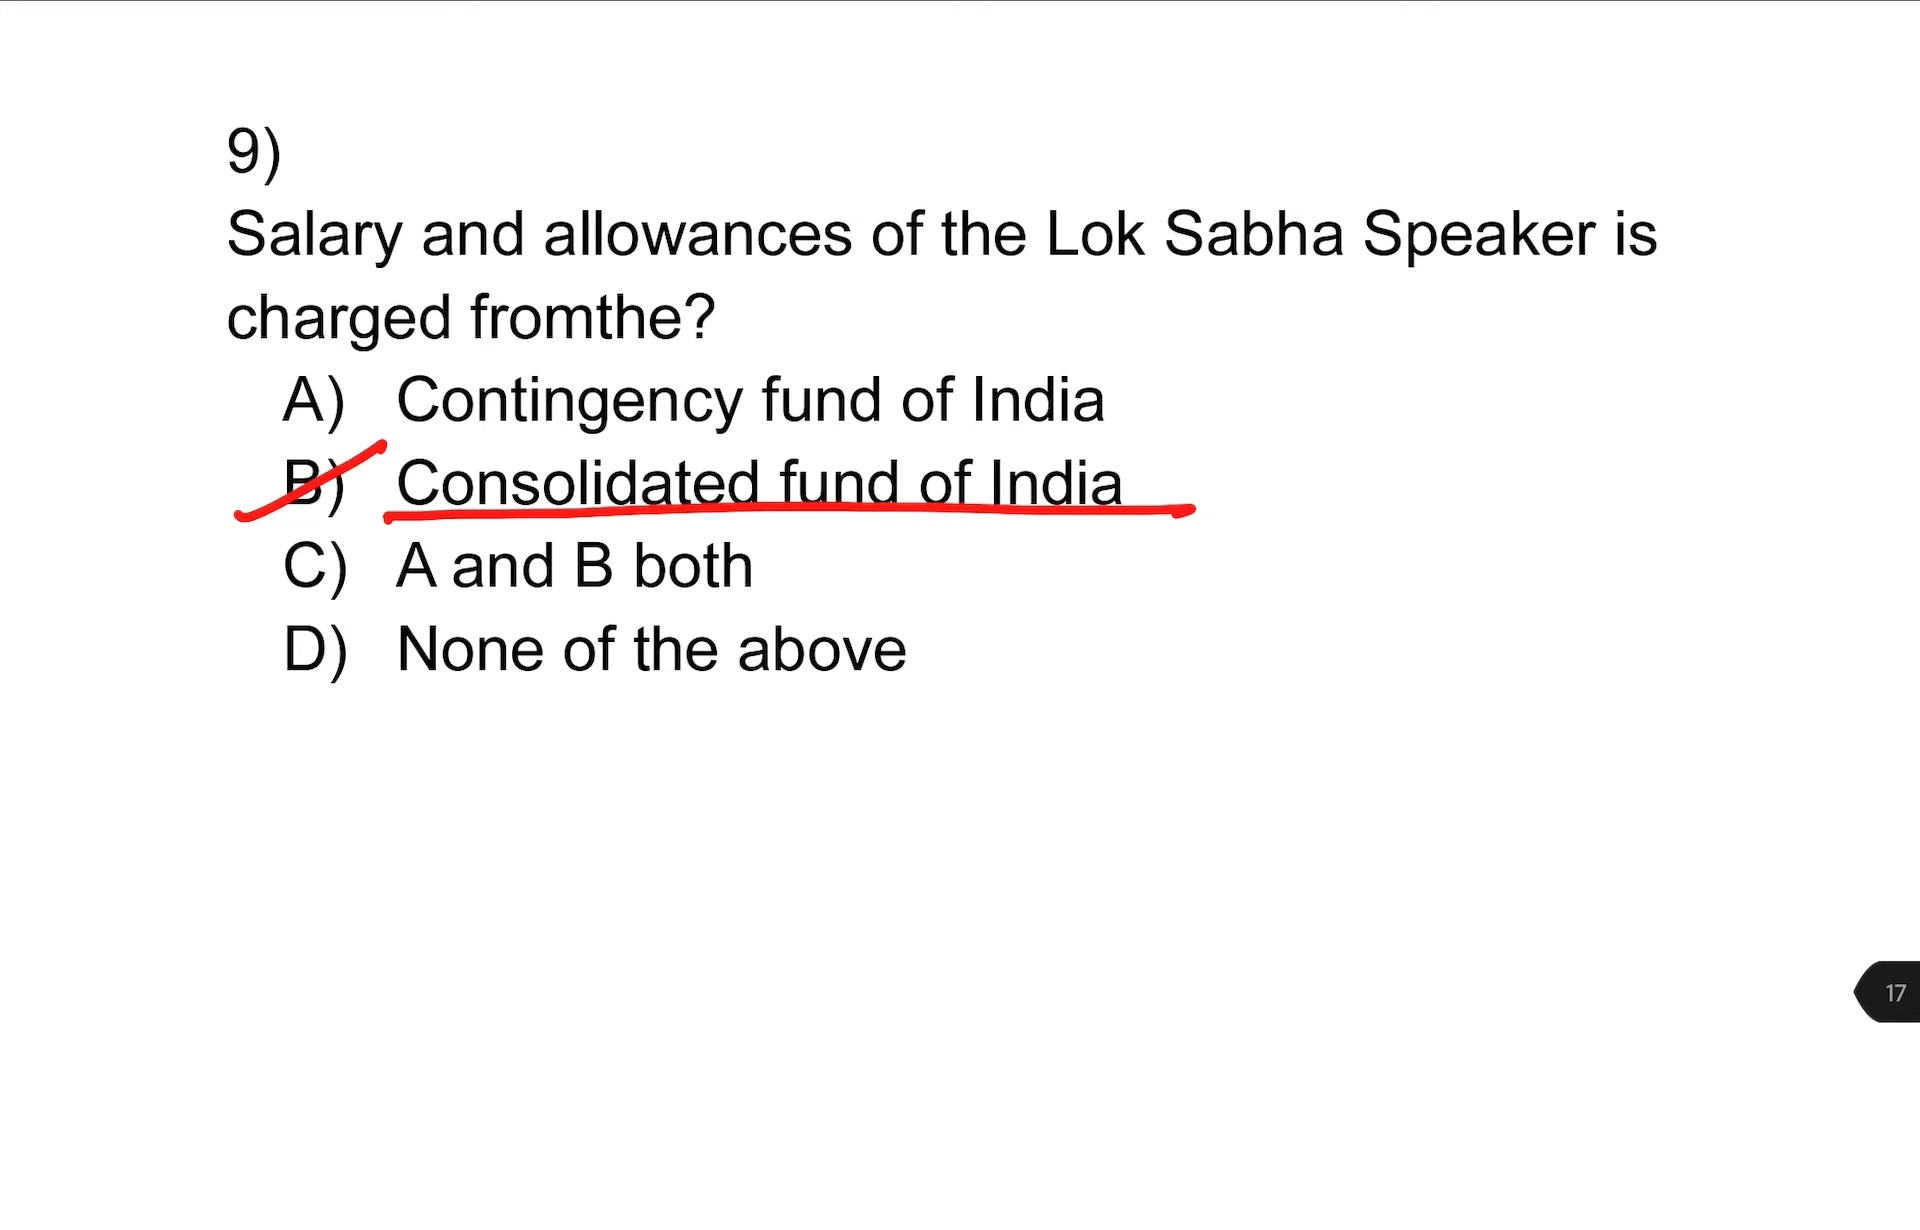 9)
Salary and allowances of the Lok Sabha Speaker is
charged fromthe?
A) Contingency fund of India
B) Consolidated fund of India
C) A and B both
D) None of the above
17